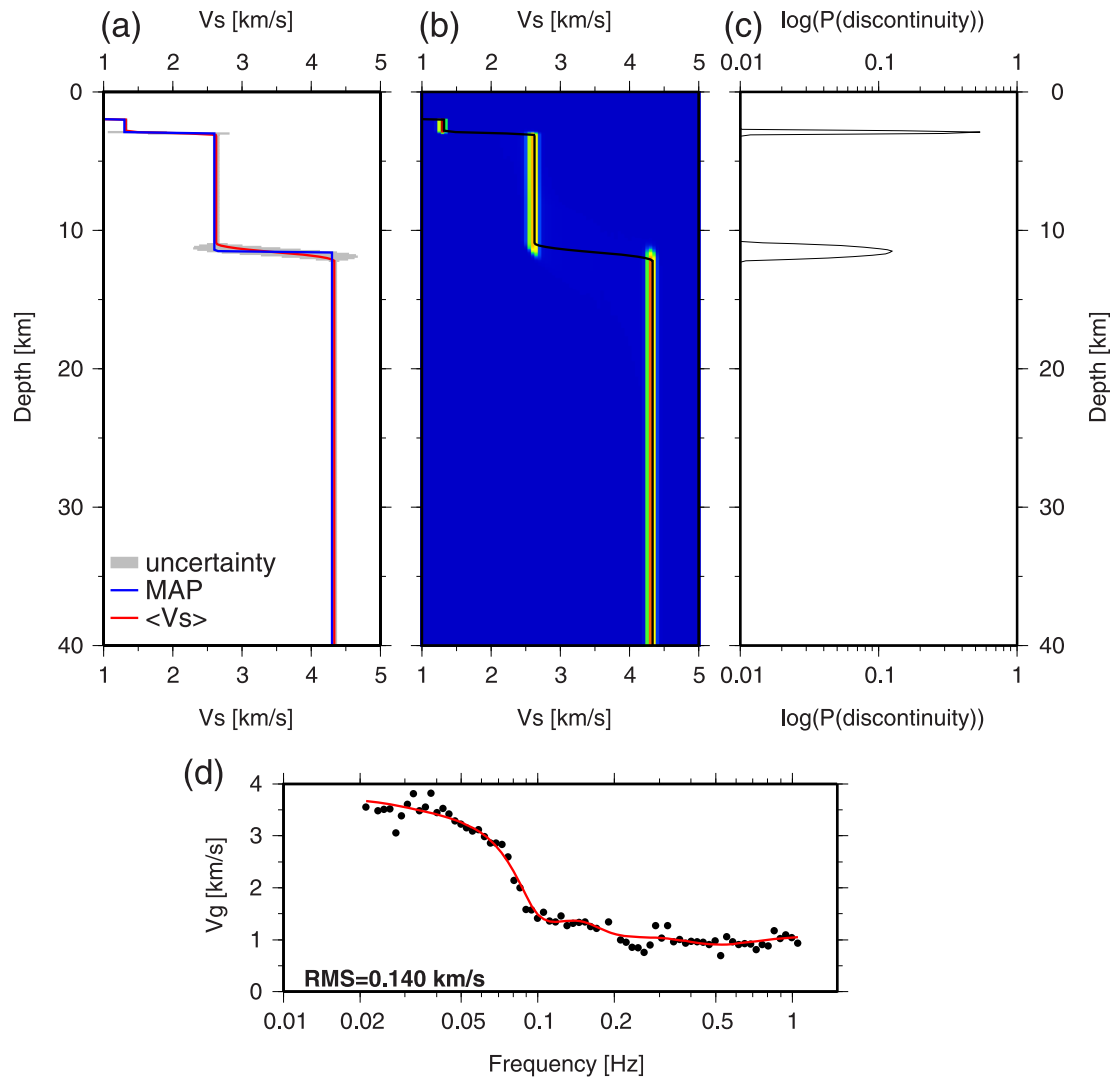 (a) Vs [km/s] (b) Vs [km/s] (c) log(P(discontinuity))
1 2 3 4 5 1 2 3 4 5 0.01 0.1 1
0 0
10 10
20 20
30 30
40 40
Depth [km] Depth [km]
uncertainty
MAP
<Vs>
1 2 3 4 5 1 2 3 4 5 0.01 0.1 1
Vs [km/s] Vs [km/s] log(P(discontinuity))
(d)
4
3
2
1
0
Vg [km/s]
RMS=0.140 km/s
0.01 0.02 0.05 0.1 0.2 0.5 1
Frequency [Hz]